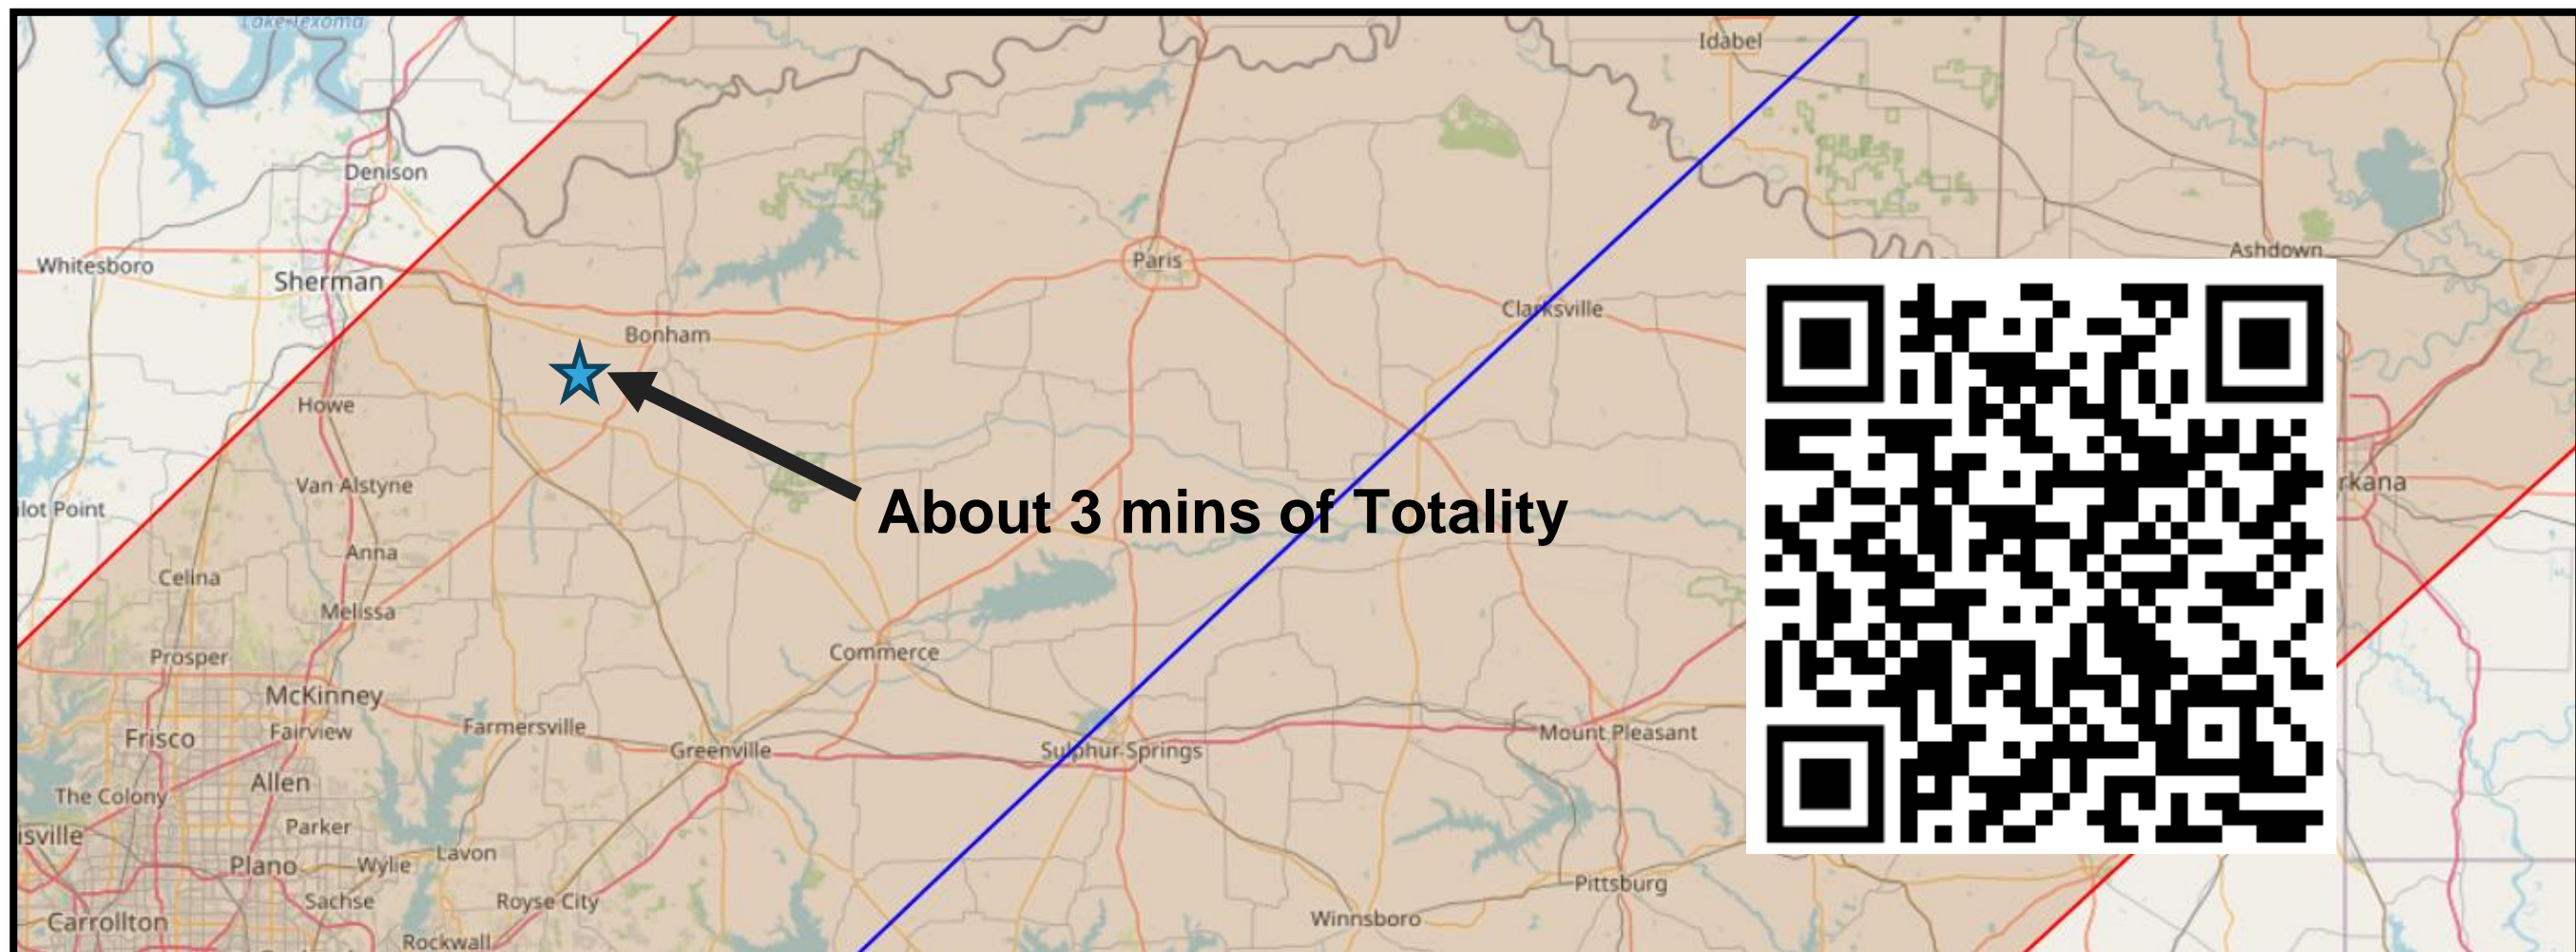 Lake Texoma
Idabel
Denison
Whitesboro
Sherman
Paris
Ashdown
Clarksville
Bonham
Howe
Van Alstyne
rkana
ilot Point
About 3 mins of Totality
Anna
Celina
Melissa
Commerce
Prosper
McKinney
Farmersville
Fairview
Frisco
Greenville
Sulphur Springs
Mount Pleasant
Allen
The Colony
Parker
isville
Plano
Wylie
Lavon
Pittsburg
Sachse
Royse City
Carrollton
Winnsboro
Rockwall